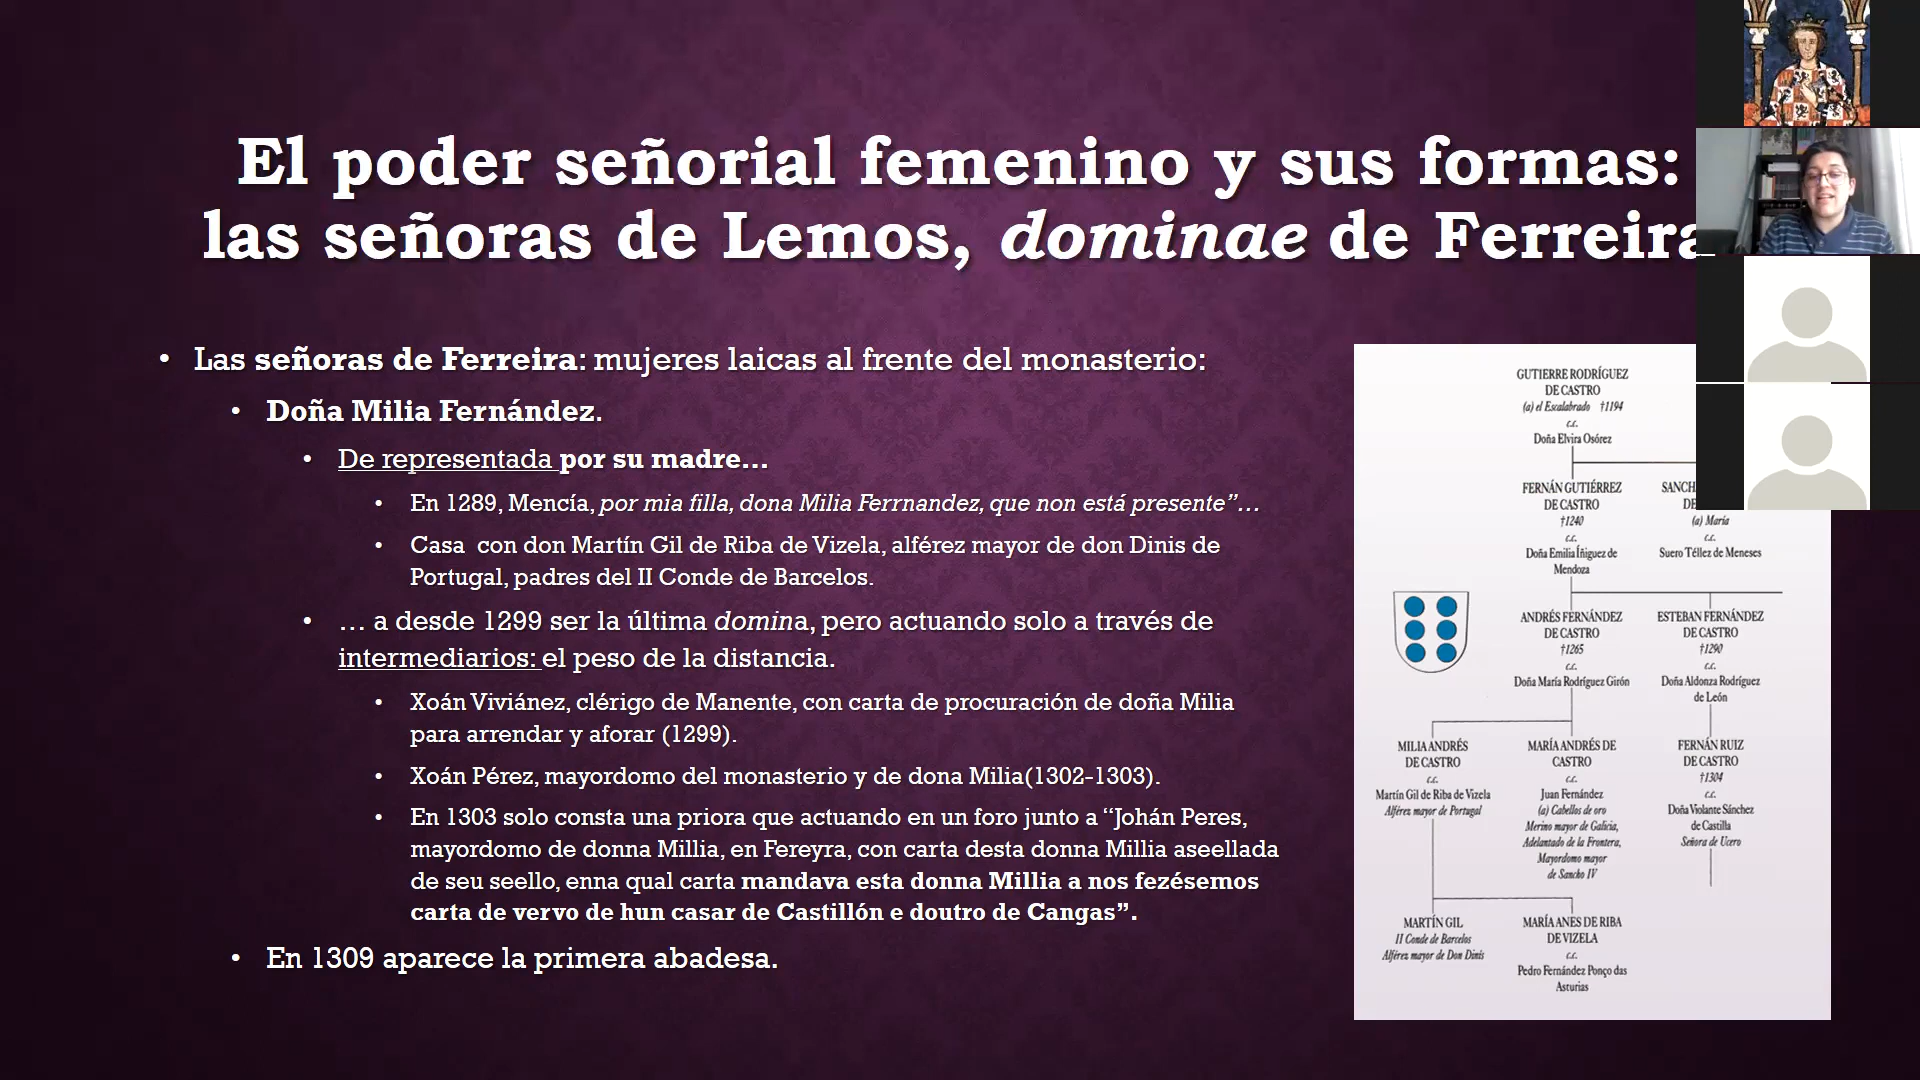 El poder señorial femenino y sus formas:
las señoras de Lemos, dominae de Ferreira
• Las señoras de Ferreira: mujeres laicas al frente del monasterio:
• Doña Milia Fernández.
• De representada por su madre…
• En 1289, Mencía, por mia filla, dona Milia Ferrnandez, que non está presente”…
• Casa con don Martín Gil de Riba de Vizela, alférez mayor de don Dinis de
Portugal, padres del II Conde de Barcelos.
• … a desde 1299 ser la última domina, pero actuando solo a través de
intermediarios: el peso de la distancia.
• Xoán Viviánez, clérigo de Manente, con carta de procuración de doña Milia
para arrendar y aforar (1299).
• Xoán Pérez, mayordomo del monasterio y de dona Milia(1302-1303).
• En 1303 solo consta una priora que actuando en un foro junto a “Johán Peres,
mayordomo de donna Millia, en Fereyra, con carta desta donna Millia aseellada
de seu seello, enna qual carta mandava esta donna Millia a nos fezésemos
carta de vervo de hun casar de Castillón e doutro de Cangas”.
• En 1309 aparece la primera abadesa.
GUTIERRE RODRÍGUEZ
DE CASTRO
(a) el Escalabrado †1194
c.c.
Doña Elvira Osórez
FERNÁN GUTIÉRREZ
DE CASTRO
†1240
c.c.
Doña Emilia Íñiguez de
Mendoza
(a) María
c.c.
Suero Téllez de Meneses
ANDRÉS FERNÁNDEZ
DE CASTRO
†1265
c.c.
Doña María Rodríguez Girón
ESTEBAN FERNÁNDEZ
DE CASTRO
†1290
c.c.
Doña Aldonza Rodríguez
de León
MILIA ANDRÉS
DE CASTRO
c.c.
Martín Gil de Riba de Vizela
Alférez mayor de Portugal
MARÍA ANDRÉS DE
CASTRO
c.c.
Juan Fernández
(a) Cabellos de oro
Merino mayor de Galicia,
Adelantado de la Frontera,
Mayordomo mayor
de Sancho IV
FERNÁN RUIZ
DE CASTRO
†1304
c.c.
Doña Violante Sánchez
de Castilla
Señora de Ucero
MARTÍN GIL
II Conde de Barcelos
Alférez mayor de Don Dinís
MARÍA ANES DE RIBA
DE VIZELA
c.c.
Pedro Fernández Ponço das
Asturias